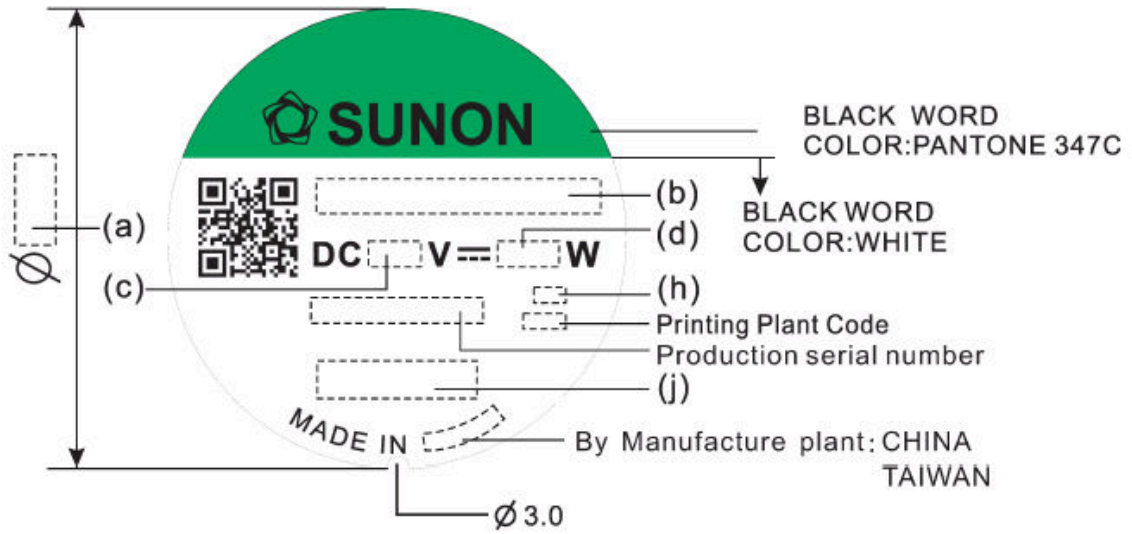 SUNON
BLACK WORD
COLOR:PANTONE 347C
(a)
(b)
BLACK WORD
COLOR:WHITE
(d)
DC V W
(c)
Ø
(h)
Printing Plant Code
Production serial number
(j)
MADE IN
By Manufacture plant: CHINA
TAIWAN
Ø 3.0